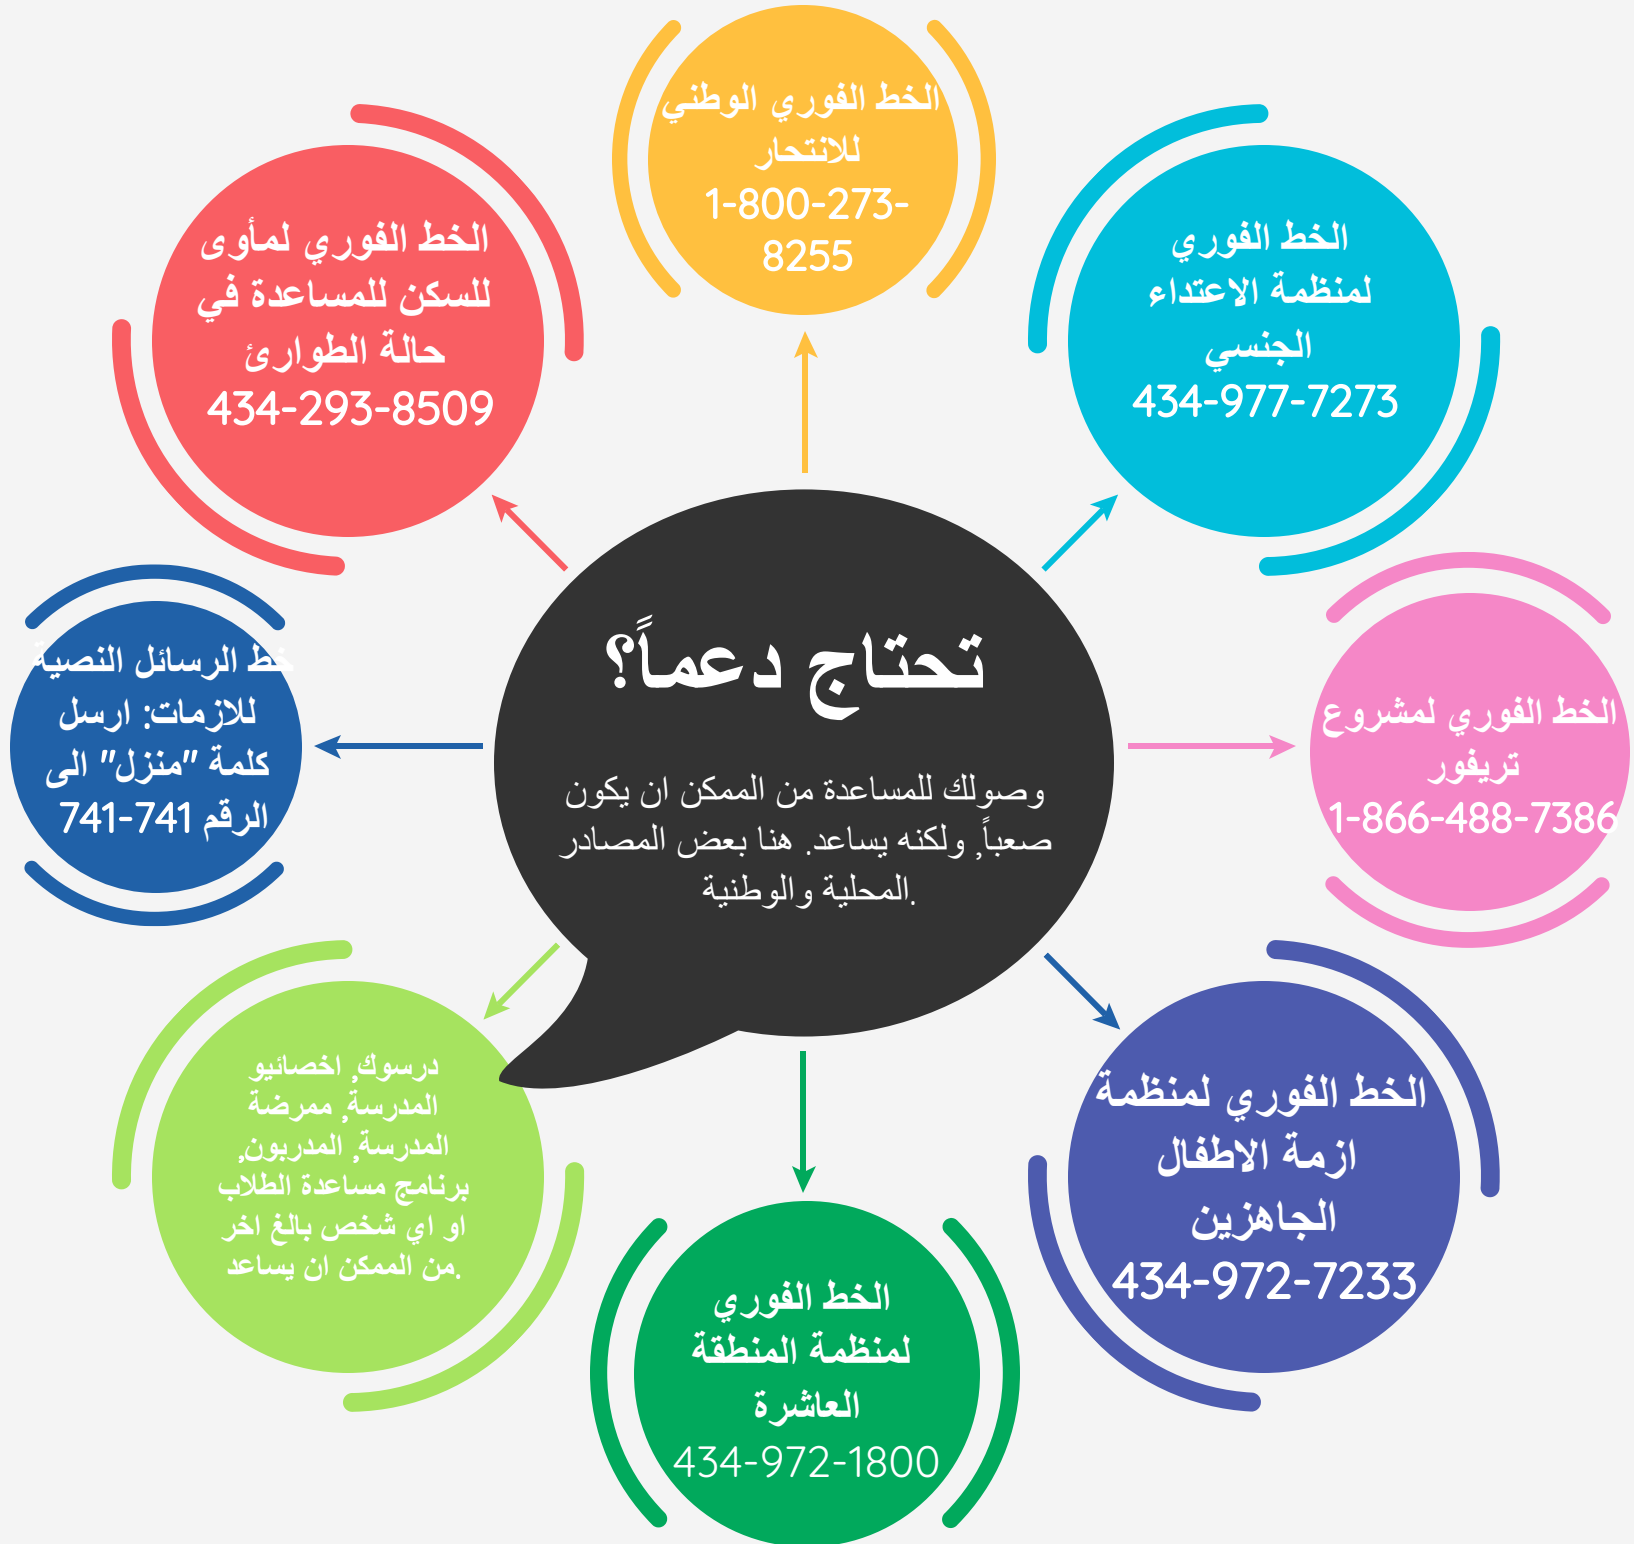 تحتاج دعماً؟
وصولك للمساعدة من الممكن ان يكون
صعباً, ولكنه يساعد. هنا بعض المصادر
المحلية والوطنية.
الخط الفوري الوطني
للانتحار
1-800-273-
8255
الخط الفوري
لمنظمة الاعتداء
الجنسي
434-977-7273
الخط الفوري لمشروع
تريفور
1-866-488-7386
الخط الفوري لمنظمة
ازمة الاطفال
الجاهزين
434-972-7233
الخط الفوري
لمنظمة المنطقة
العاشرة
434-972-1800
درسوك, اخصائيو
المدرسة, ممرضة
المدرسة, المدربون,
برنامج مساعدة الطلاب
او اي شخص بالغ اخر
من الممكن ان يساعد.
خط الرسائل النصية
للازمات: ارسل
كلمة "منزل" الى
الرقم 741-741
الخط الفوري لمأوى
للسكن للمساعدة في
حالة الطوارئ
434-293-8509